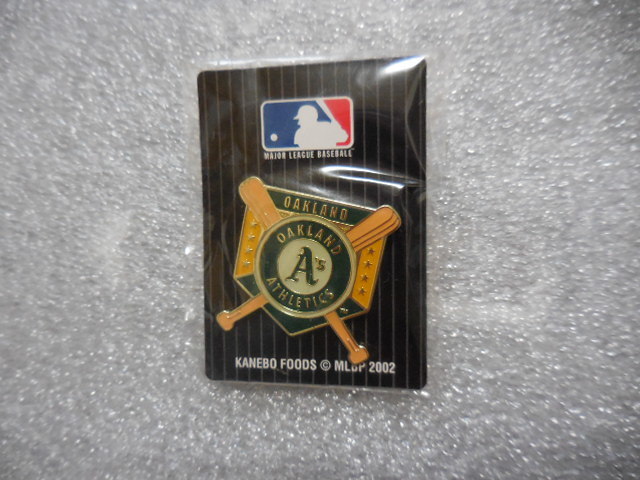 MAJOR LEAGUE BASEBALL
OAKLAND
OAKLAND
A's
ATHLETICS
KANEBO FOODS © MLBP 2002